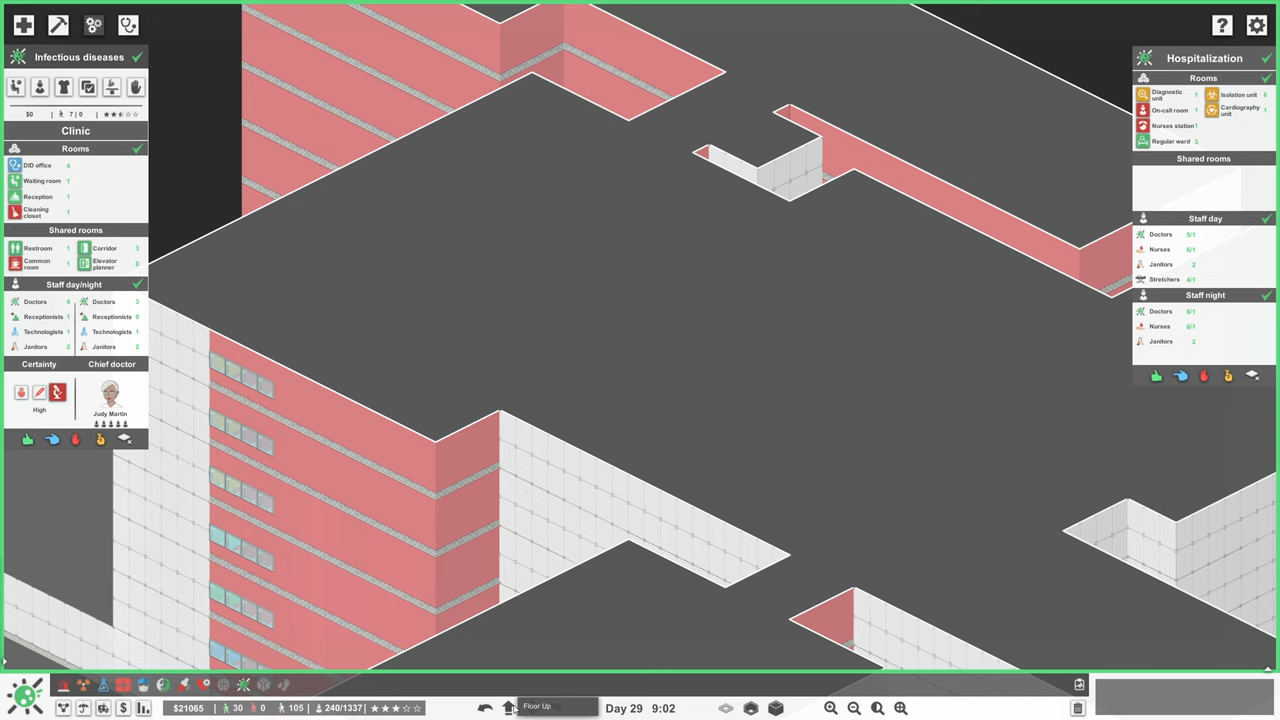 Infectious diseases
$0 | 7 | 0 |
Clinic
Rooms
DID office 4
Waiting room 1
Reception 1
Cleaning closet 1
Shared rooms
Restroom 1 Corridor 3
Common room 1 Elevator planner 0
Staff day/night
Doctors 4 Doctors 3
Receptionists 1 Receptionists 0
Technologists 1 Technologists 1
Janitors 2 Janitors 2
Certainty Chief doctor
High
Judy Martin
?
Hospitalization
Rooms
Diagnostic unit 1 Isolation unit 8
On-call room 1 Cardiography unit 1
Nurses station 1
Regular ward 3
Shared rooms
Staff day
Doctors 5/1
Nurses 6/1
Janitors 2
Stretchers 4/1
Staff night
Doctors 6/1
Nurses 6/1
Janitors 2
$21065 | 30 0 | 105 | 240/1337 |
Floor Up
Day 29 9:02